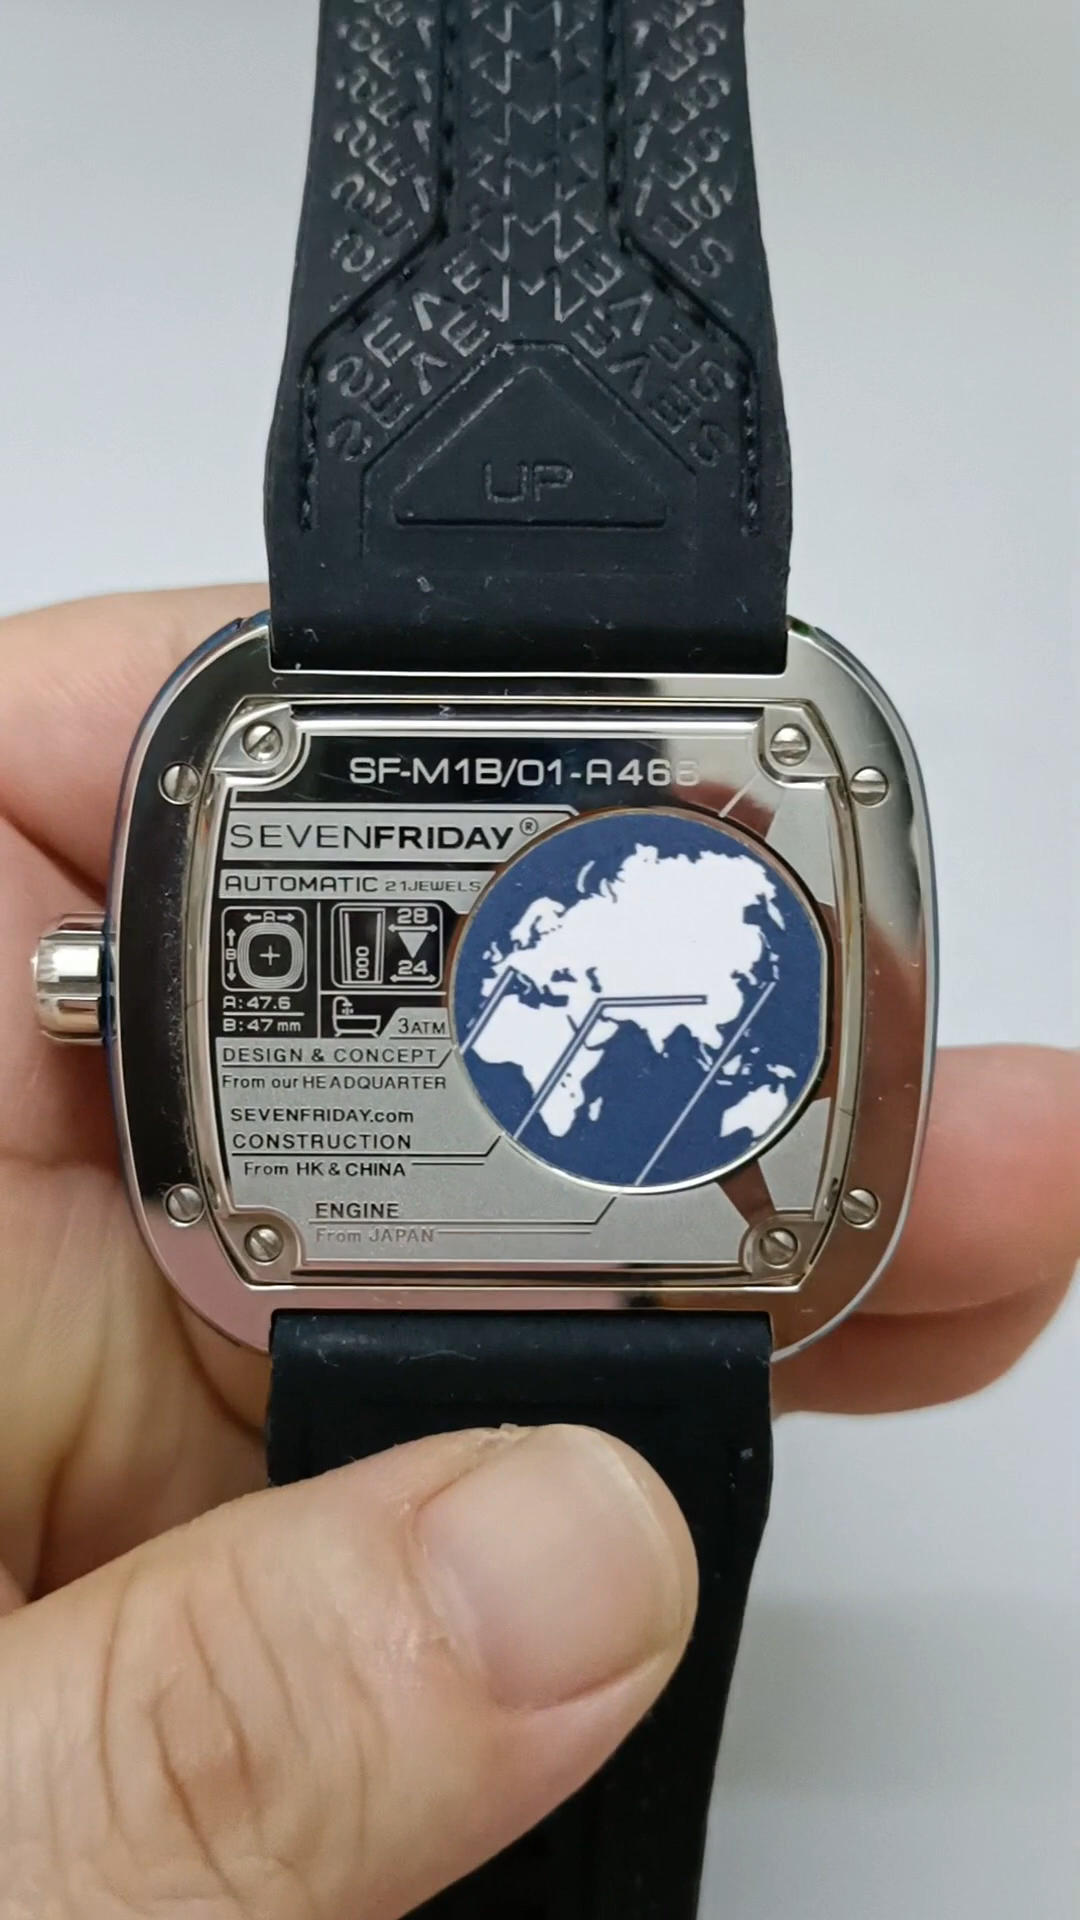 UP
SF-M1B/01-A466
SEVENFRIDAY®
AUTOMATIC 21JEWELS
A
B
28
24
A:47.6
B:47mm
3ATM
DESIGN & CONCEPT
From our HEADQUARTER
SEVENFRIDAY.com
CONSTRUCTION
From HK & CHINA
ENGINE
From JAPAN